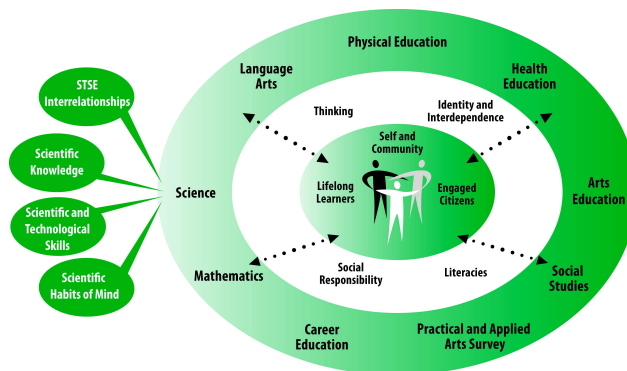 Physical Education
Language
Arts
Health
Education
STSE
Interrelationships
Thinking
Identity and
Interdependence
Self and
Community
Scientific
Knowledge
Science
Lifelong
Learners
Engaged
Citizens
Arts
Education
Scientific and
Technological
Skills
Scientific
Habits of Mind
Mathematics
Social
Responsibility
Literacies
Social
Studies
Career
Education
Practical and Applied
Arts Survey